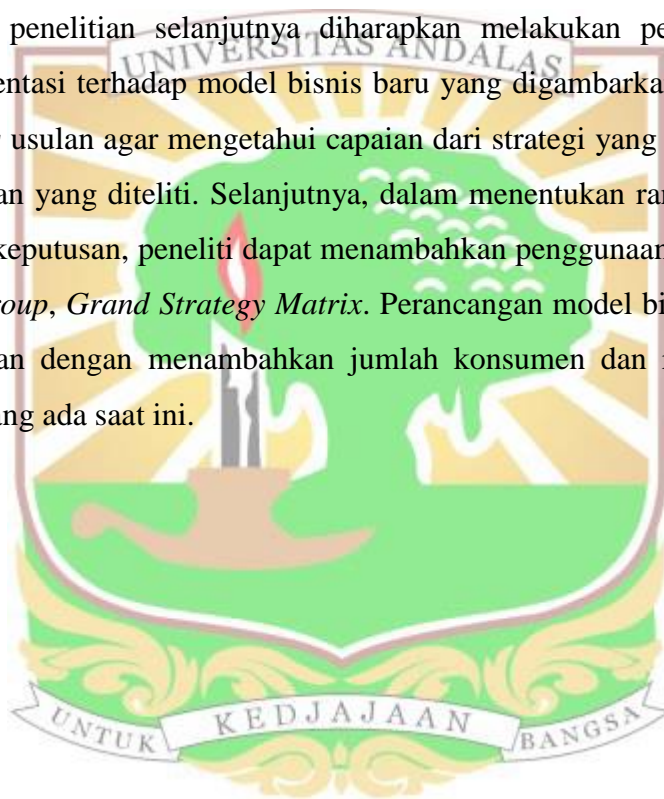 penelitian selanjutnya diharapkan melakukan pe
UNIVERSITAS ANDALAS
entasi terhadap model bisnis baru yang digambarka
usulan agar mengetahui capaian dari strategi yang
an yang diteliti. Selanjutnya, dalam menentukan ra
keputusan, peneliti dapat menambahkan penggunaan
roup, Grand Strategy Matrix. Perancangan model bi
an dengan menambahkan jumlah konsumen dan
ang ada saat ini.
UNTUK KEDJAJAAN BANGSA